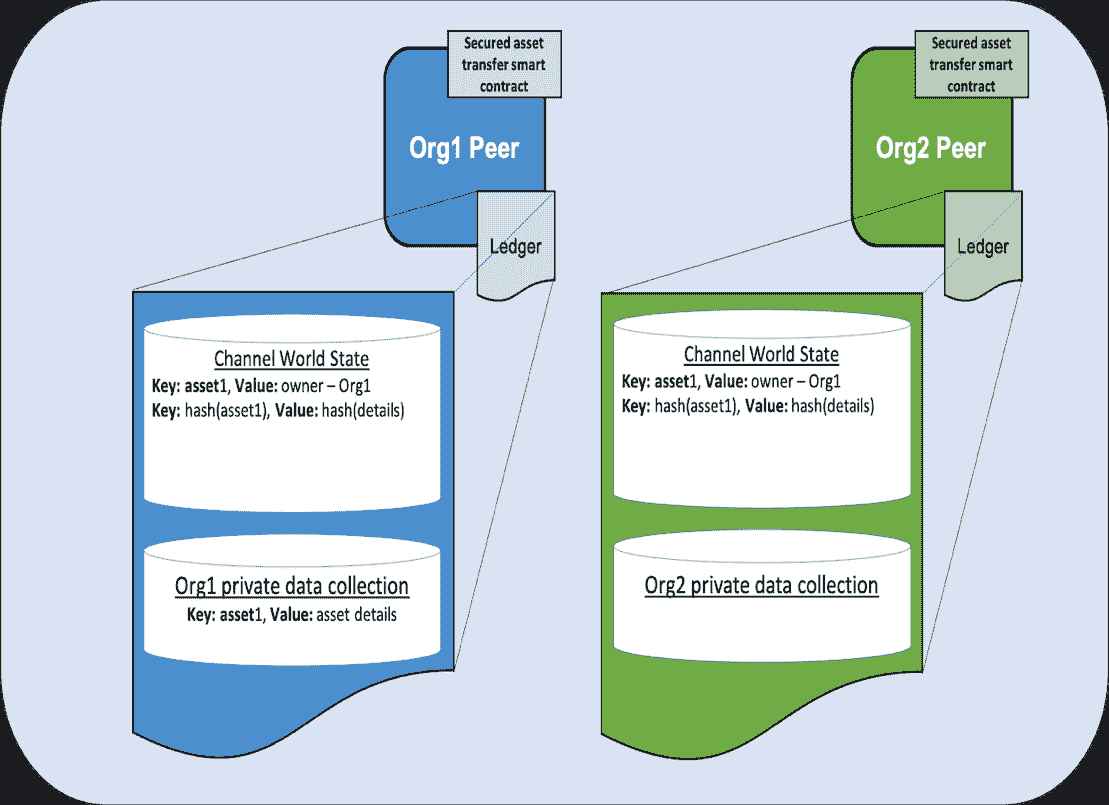 Secured asset
transfer smart
contract
Org1 Peer
Ledger
Channel World State
Key: asset1, Value: owner – Org1
Key: hash(asset1), Value: hash(details)
Org1 private data collection
Key: asset1, Value: asset details
Secured asset
transfer smart
contract
Org2 Peer
Ledger
Channel World State
Key: asset1, Value: owner – Org1
Key: hash(asset1), Value: hash(details)
Org2 private data collection